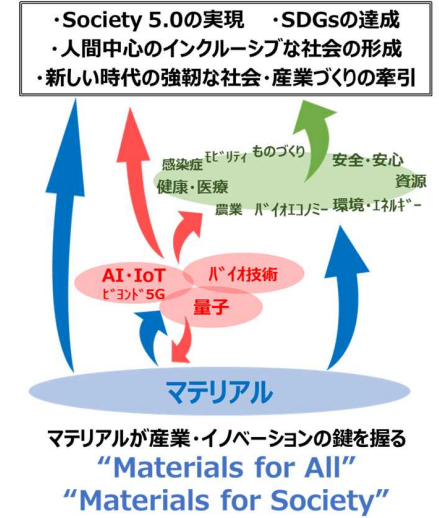 ・Society 5.0の実現　・SDGsの達成
・人間中心のインクルーシブな社会の形成
・新しい時代の強靭な社会・産業づくりの牽引
感染症 ﾓﾋﾞﾘﾃｨ ものづくり 安全・安心
健康・医療 資源
農業 ﾊﾞｲｵｴｺﾉﾐｰ 環境・ｴﾈﾙｷﾞｰ
AI・IoT ﾊﾞｲｵ技術
ﾋﾞﾖﾝﾄﾞ5G
量子
マテリアル
マテリアルが産業・イノベーションの鍵を握る
“Materials for All”
“Materials for Society”